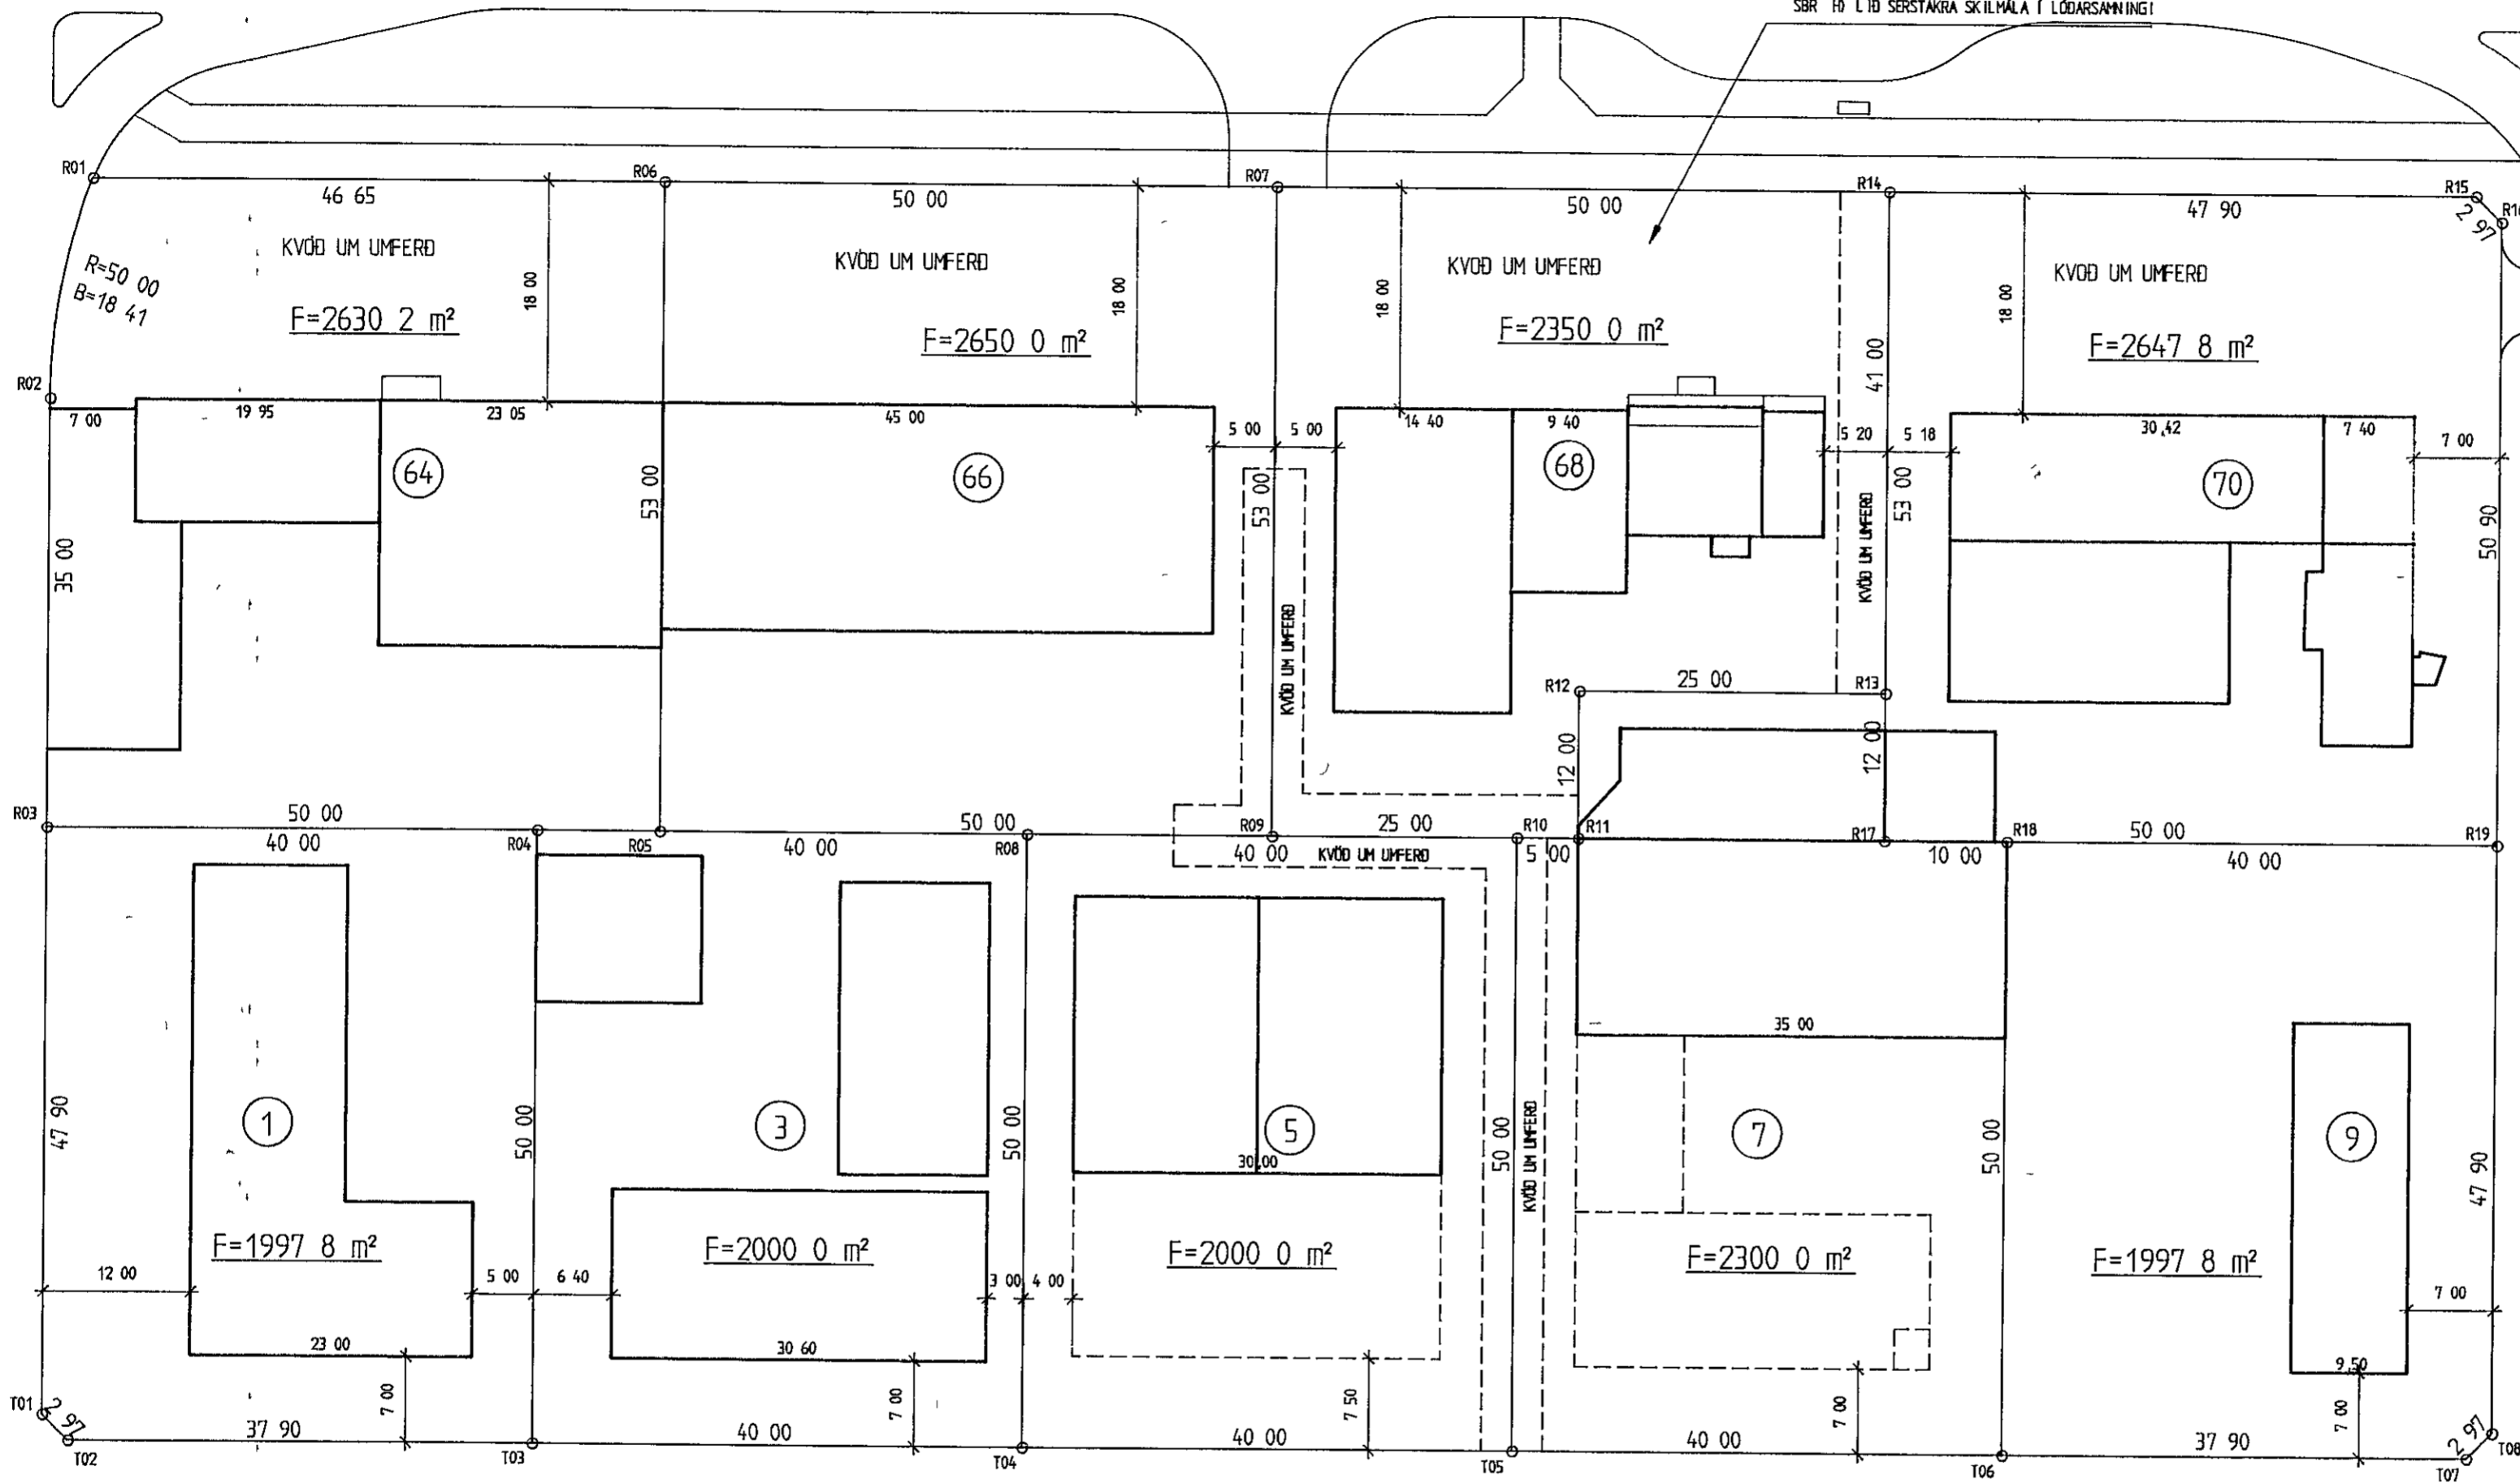 SÉRSTAKRA SKILMÁLA Í LÓÐARSAMNINGI
R01
R06
R07
R14
R15
46 65
50 00
50 00
47 90
2 97
R=50 00
B=18 41
KVÖÐ UM UMFERÐ
KVÖÐ UM UMFERÐ
KVÖÐ UM UMFERÐ
KVÖÐ UM UMFERÐ
18 00
18 00
18 00
18 00
F=2630 2 m²
F=2650 0 m²
F=2350 0 m²
F=2647 8 m²
41 00
R02
7 00
19 95
23 05
45 00
5 00
5 00
14 40
9 40
5 20
5 18
30,42
7 40
7 00
64
66
68
70
35 00
53 00
53 00
53 00
50 90
KVÖÐ UM UMFERÐ
KVÖÐ UM UMFERÐ
R12
25 00
R13
12 00
12 00
R03
50 00
40 00
R04
R05
40 00
50 00
R08
R09
40 00
25 00
KVÖÐ UM UMFERÐ
R10
5 00
R11
R17
10 00
R18
50 00
40 00
R19
35 00
47 90
1
50 00
3
50 00
5
30,00
50 00
KVÖÐ UM UMFERÐ
7
50 00
9
47 90
F=1997 8 m²
F=2000 0 m²
F=2000 0 m²
F=2300 0 m²
F=1997 8 m²
12 00
5 00
6 40
3 00
4 00
7 00
23 00
30 60
9,50
7 00
7 00
7 50
7 00
7 00
T01
2 97
T02
37 90
T03
40 00
T04
40 00
T05
40 00
T06
37 90
T07
2 97
T08